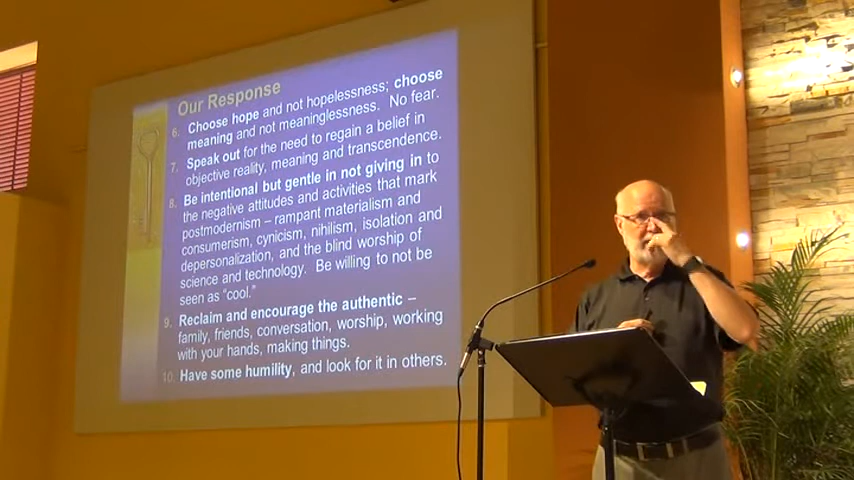 Our Response
6. Choose hope and not hopelessness; choose
meaning and not meaninglessness. No fear.
7. Speak out for the need to regain a belief in
objective reality, meaning and transcendence.
8. Be intentional but gentle in not giving in to
the negative attitudes and activities that mark
postmodernism – rampant materialism and
consumerism, cynicism, nihilism, isolation and
depersonalization, and the blind worship of
science and technology. Be willing to not be
seen as “cool.”
9. Reclaim and encourage the authentic –
family, friends, conversation, worship, working
with your hands, making things.
10. Have some humility, and look for it in others.